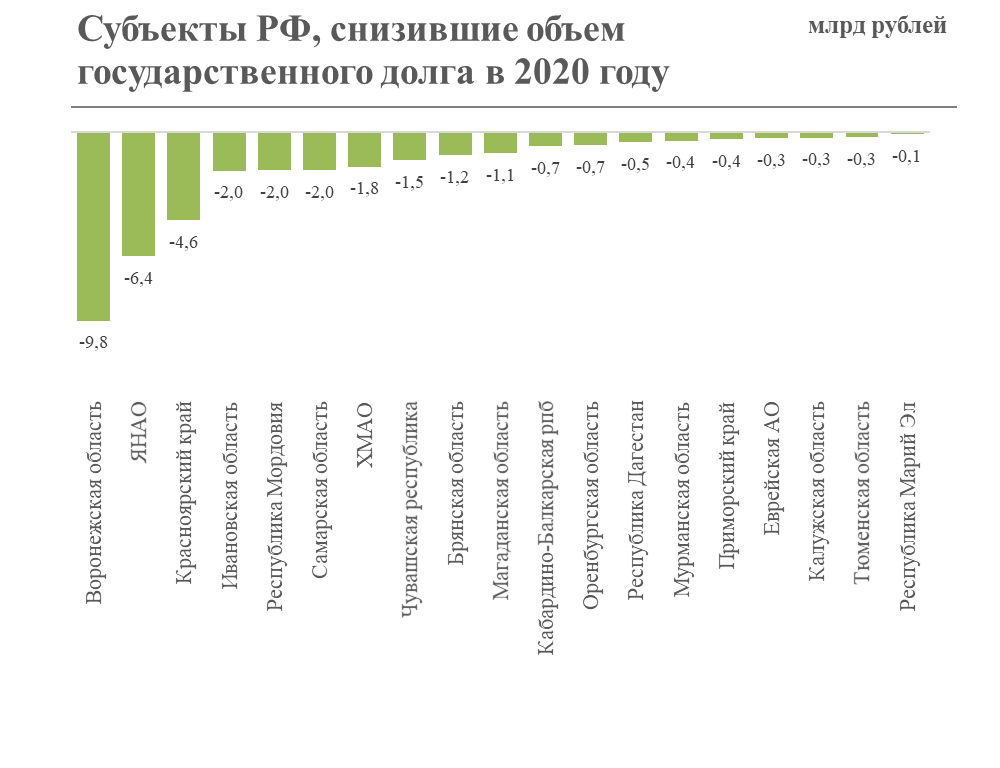 Субъекты РФ, снизившие объем
государственного долга в 2020 году
млрд рублей
-9,8
-6,4
-4,6
-2,0
-2,0
-2,0
-1,8
-1,5
-1,2
-1,1
-0,7
-0,7
-0,5
-0,4
-0,4
-0,3
-0,3
-0,3
-0,1
Воронежская область
ЯНАО
Красноярский край
Ивановская область
Республика Мордовия
Самарская область
ХМАО
Чувашская республика
Брянская область
Магаданская область
Кабардино-Балкарская рпб
Оренбургская область
Республика Дагестан
Мурманская область
Приморский край
Еврейская АО
Калужская область
Тюменская область
Республика Марий Эл